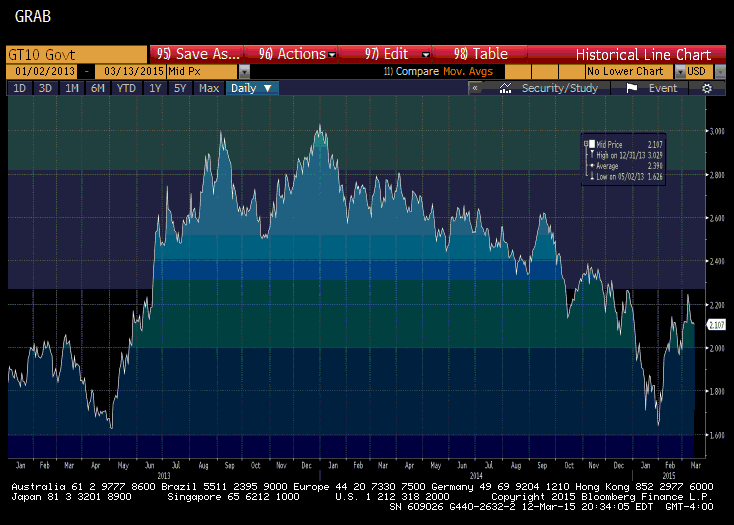 GRAB
GT10 Govt 95) Save As... 96) Actions 97) Edit 98) Table Historical Line Chart
01/02/2013 - 03/13/2015 Mid Px 11) Compare Mov. Avgs No Lower Chart USD
1D 3D 1M 6M YTD 1Y 5Y Max Daily ▼ « Security/Study Event
3.000
Mid Price 2.107
High on 12/31/13 3.029
Average 2.390
Low on 05/02/13 1.626
2.800
2.600
2.400
2.200
2.107
2.000
1.800
1.600
Jan Feb Mar Apr May Jun Jul Aug Sep Oct Nov Dec Jan Feb Mar Apr May Jun Jul Aug Sep Oct Nov Dec Jan Feb Mar
2013 2014 2015
Australia 61 2 9777 8600 Brazil 5511 2395 9000 Europe 44 20 7330 7500 Germany 49 69 9204 1210 Hong Kong 852 2977 6000
Japan 81 3 3201 8900 Singapore 65 6212 1000 U.S. 1 212 318 2000 Copyright 2015 Bloomberg Finance L.P.
SN 609026 G440-2632-2 12-Mar-15 20:34:05 EDT GMT-4:00